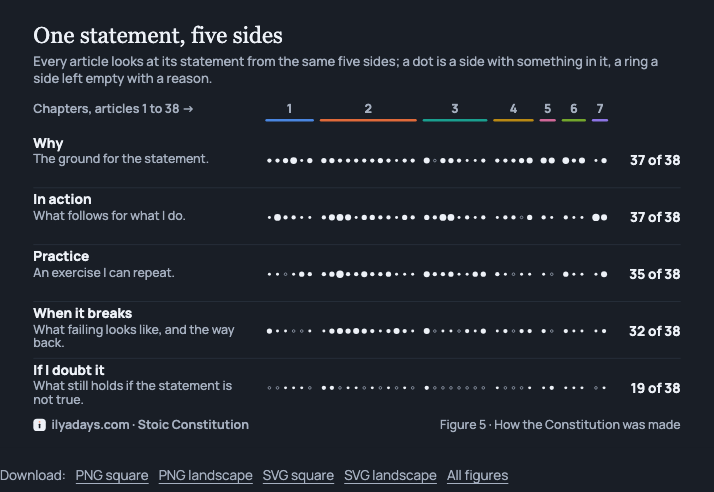 One statement, five sides
Every article looks at its statement from the same five sides; a dot is a side with something in it, a ring a
side left empty with a reason.
Chapters, articles 1 to 38 → 1 2 3 4 5 6 7
Why
The ground for the statement.
37 of 38
In action
What follows for what I do.
37 of 38
Practice
An exercise I can repeat.
35 of 38
When it breaks
What failing looks like, and the way
back.
32 of 38
If I doubt it
What still holds if the statement is
not true.
19 of 38
i ilyadays.com · Stoic Constitution
Figure 5 · How the Constitution was made
Download: PNG square PNG landscape SVG square SVG landscape All figures